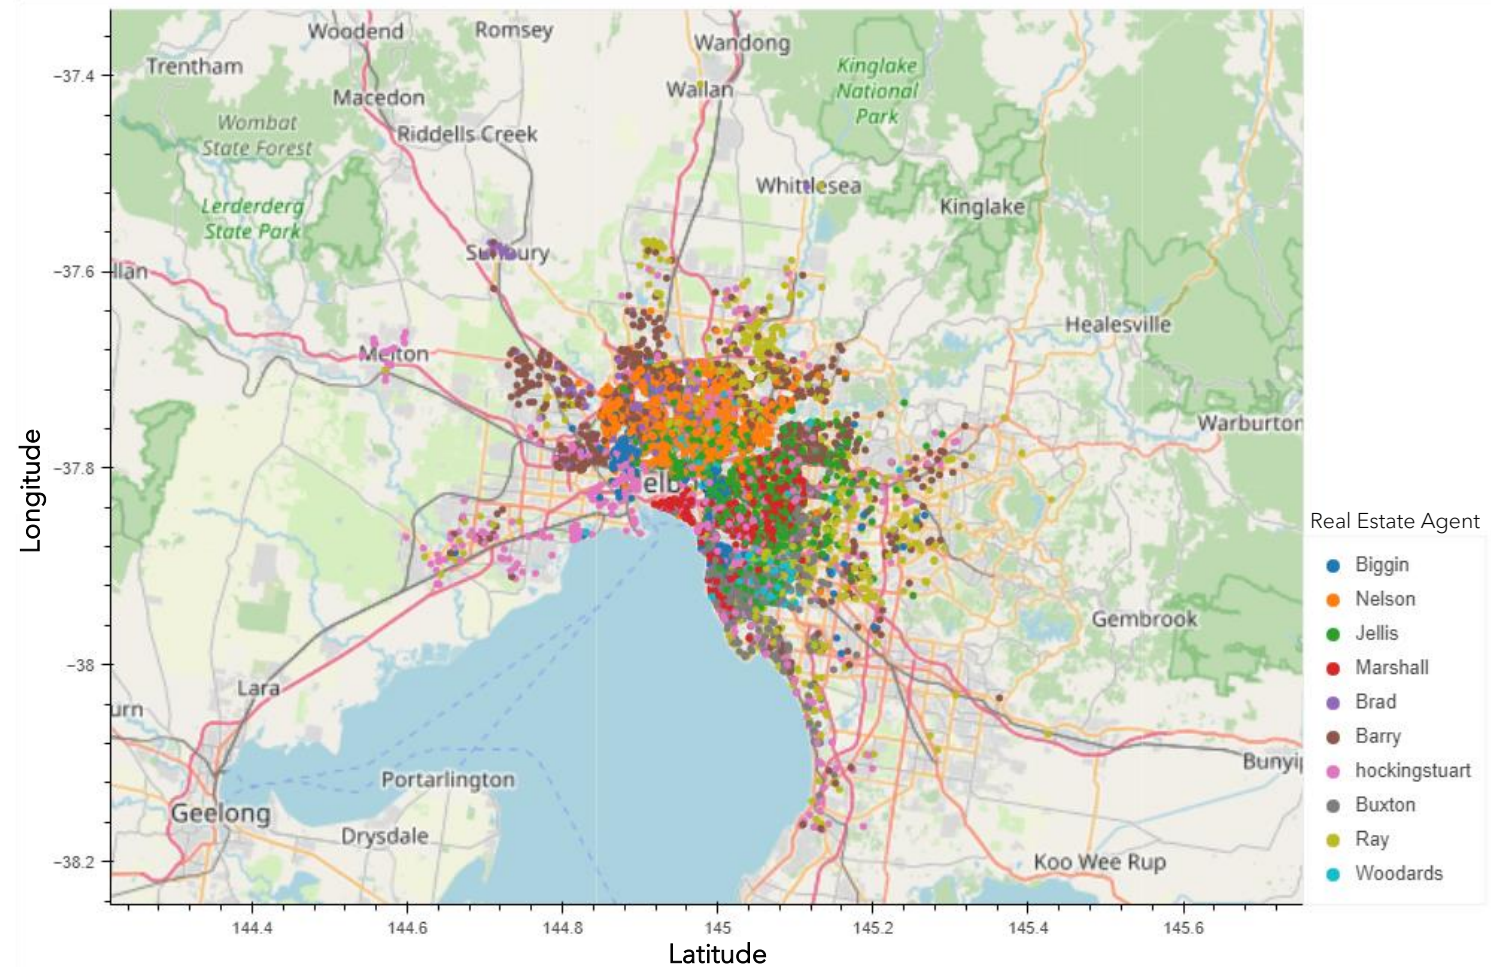 Woodend
Romsey
Wandong
Trentham
Kinglake
National
Park
−37.4
Wallan
Macedon
Wombat
State Forest
Riddells Creek
Whittlesea
Kinglake
Lerderderg
State Park
−37.6
llan
Healesville
Melton
Warburton
−37.8
Longitude
Real Estate Agent
Biggin
Nelson
Jellis
Marshall
Brad
Barry
hockingstuart
Buxton
Ray
Woodards
Gembrook
−38
Lara
urn
Portarlington
Bunyip
Geelong
Drysdale
−38.2
Koo Wee Rup
144.4
144.6
144.8
145
145.2
145.4
145.6
Latitude